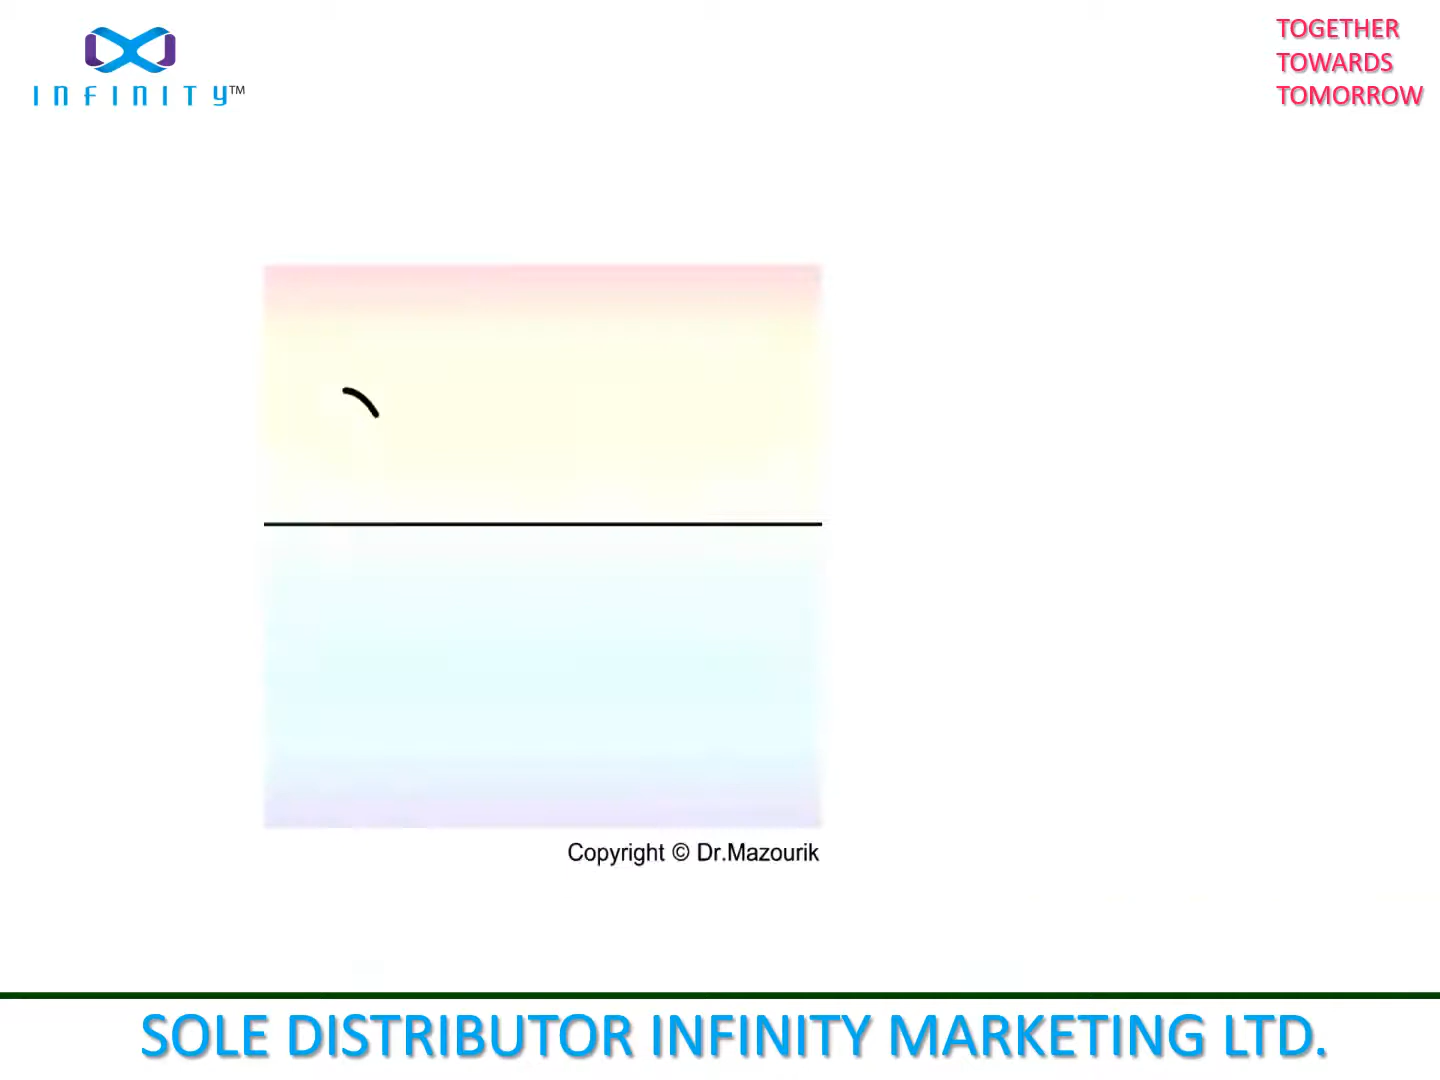 INFINITY™
TOGETHER
TOWARDS
TOMORROW
Copyright © Dr.Mazourik
SOLE DISTRIBUTOR INFINITY MARKETING LTD.